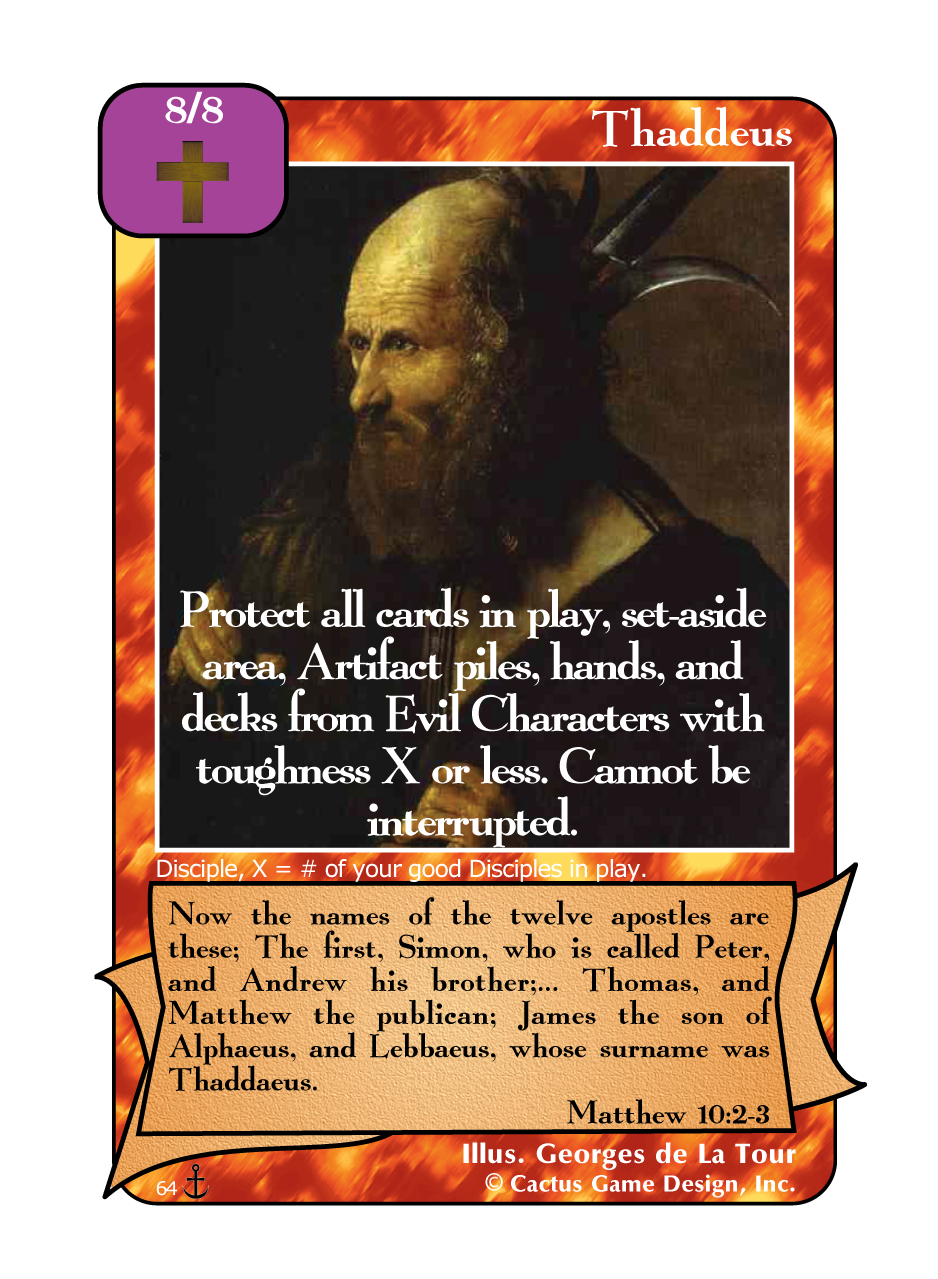 8/8
Thaddeus
Protect all cards in play, set-aside
area, Artifact piles, hands, and
decks from Evil Characters with
toughness X or less. Cannot be
interrupted.
Disciple, X = # of your good Disciples in play.
Now the names of the twelve apostles are
these; The first, Simon, who is called Peter,
and Andrew his brother;... Thomas, and
Matthew the publican; James the son of
Alphaeus, and Lebbaeus, whose surname was
Thaddaeus.
Matthew 10:2-3
Illus. Georges de La Tour
64
© Cactus Game Design, Inc.